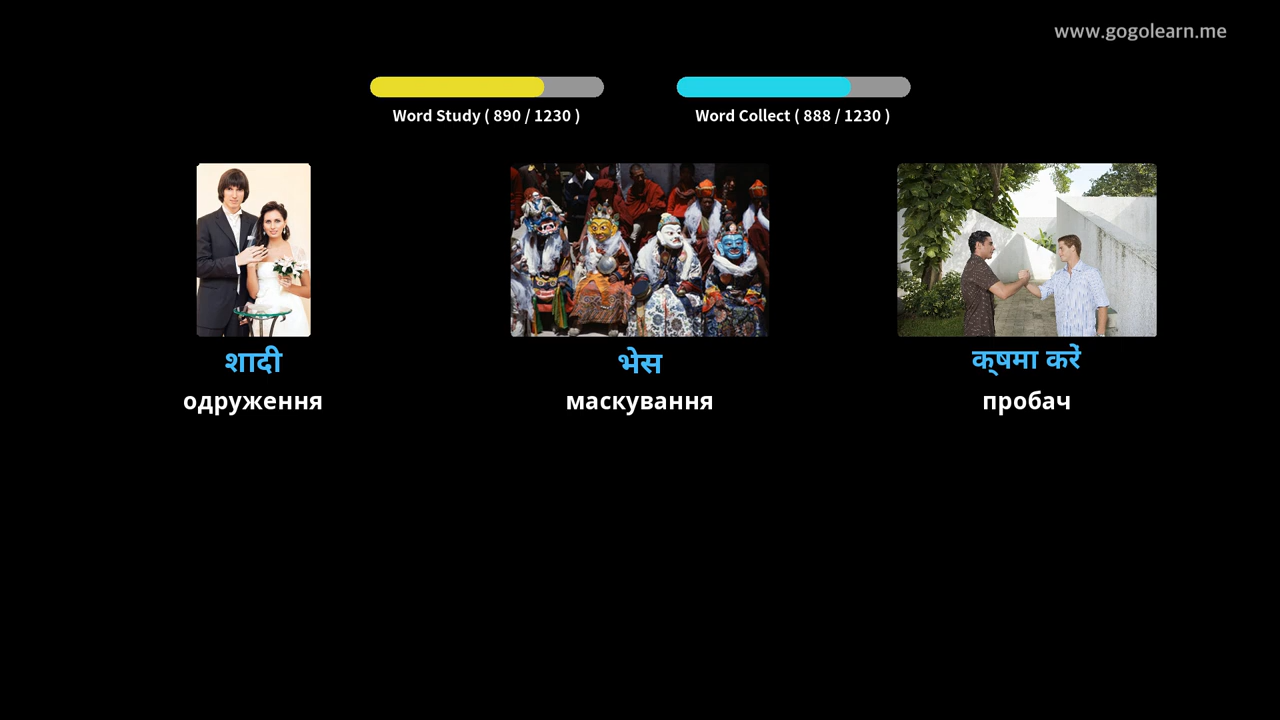 www.gogolearn.me
Word Study ( 890 / 1230 )
Word Collect ( 888 / 1230 )
शादी
भेस
क्षमा करें
одруження
маскування
пробач